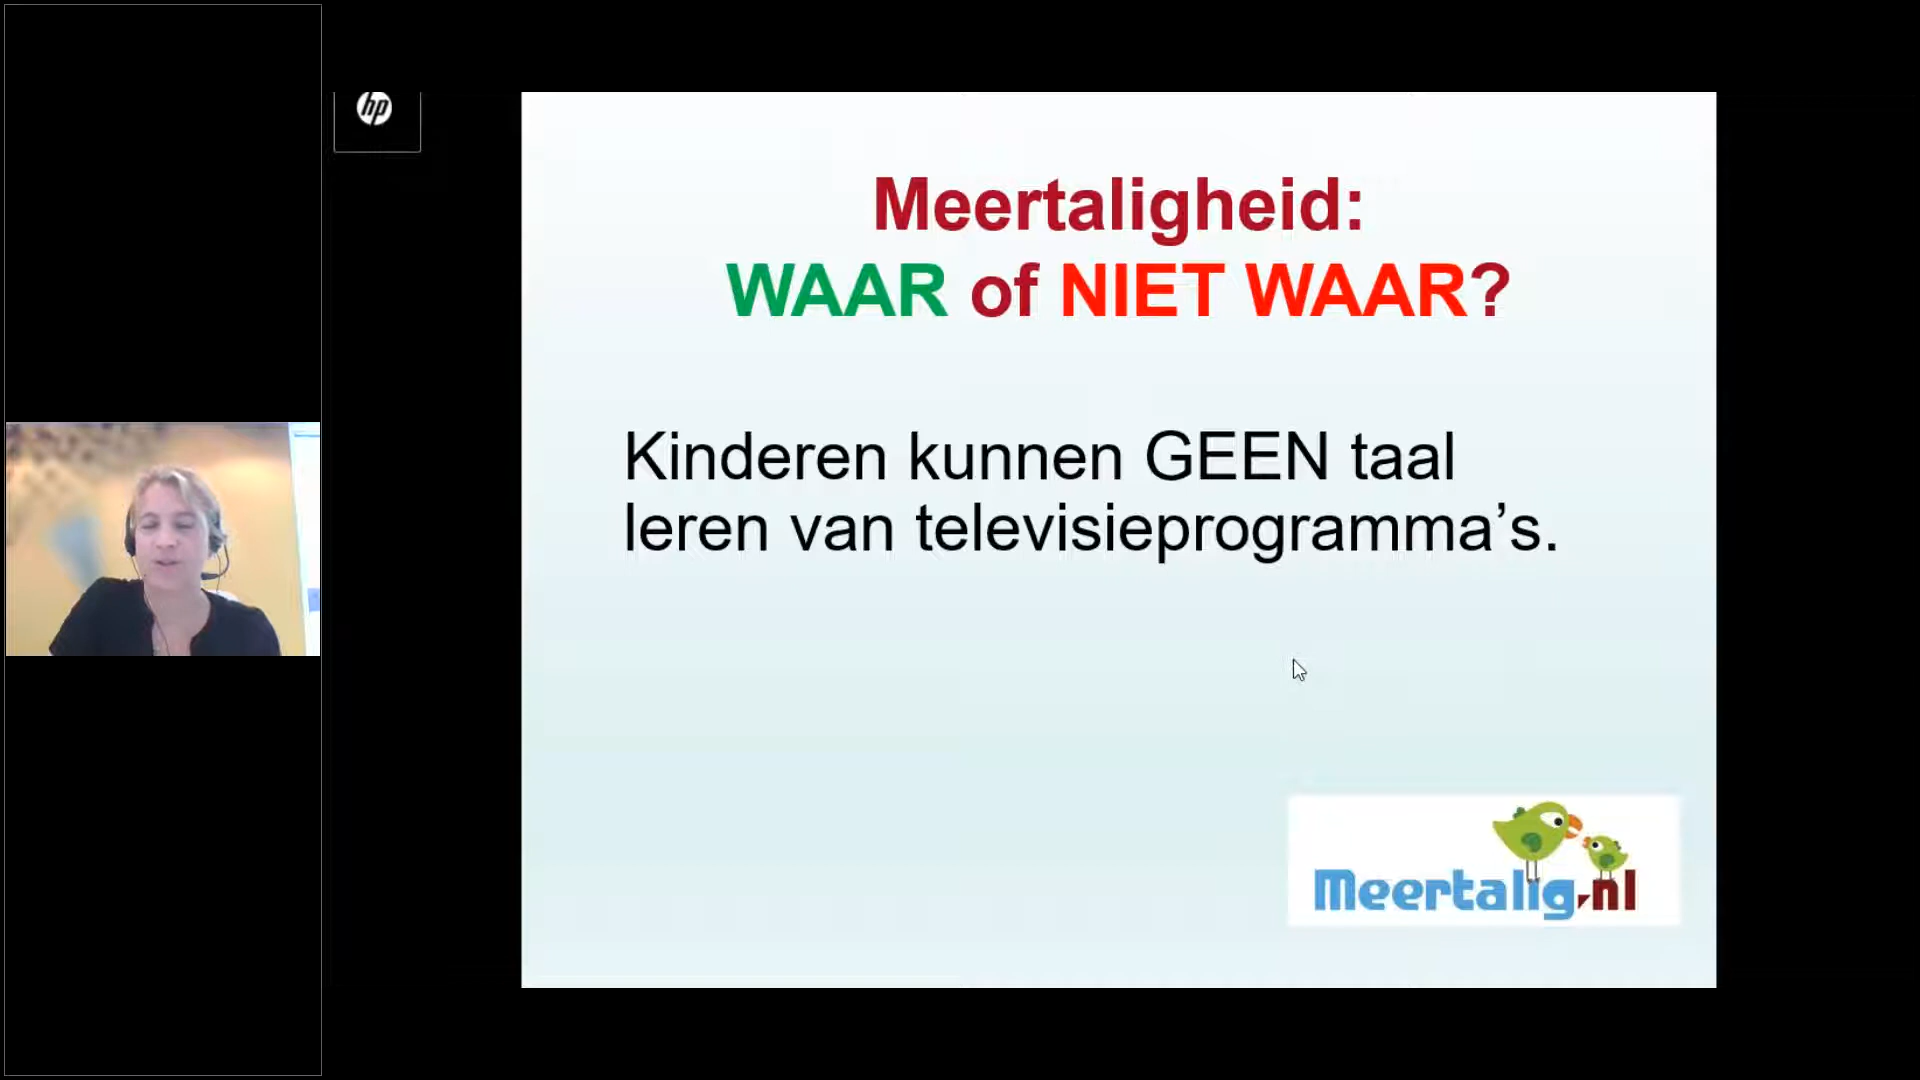 hp
Meertaligheid:
WAAR of NIET WAAR?
Kinderen kunnen GEEN taal
leren van televisieprogramma’s.
Meertalig.nl